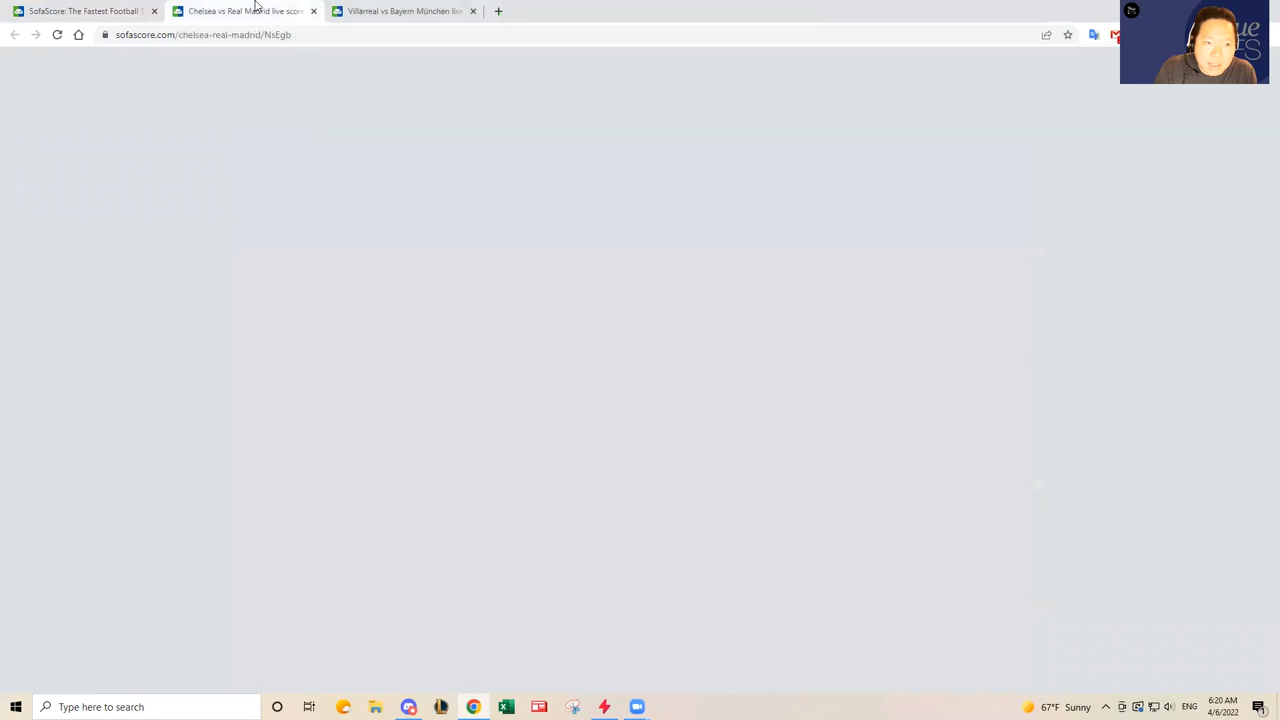 SofaScore: The Fastest Football S
Chelsea vs Real Madrid live score
Villarreal vs Bayern München live
sofascore.com/chelsea-real-madrid/NsEgb
Type here to search
67°F Sunny
ENG
6:20 AM
4/6/2022